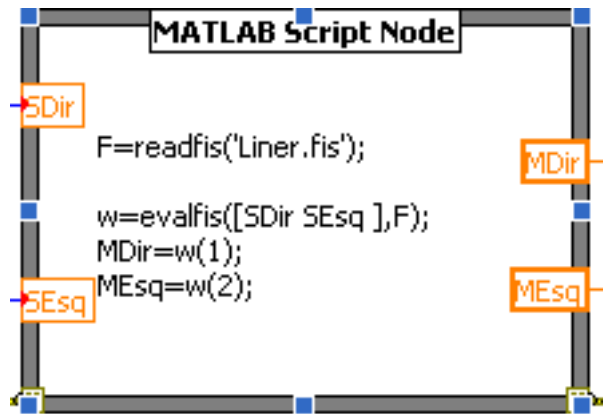 MATLAB Script Node
SDir
F=readfis('Liner.fis');
MDir
w=evalfis([SDir SEsq ],F);
MDir=w(1);
MEsq=w(2);
SEsq
MEsq